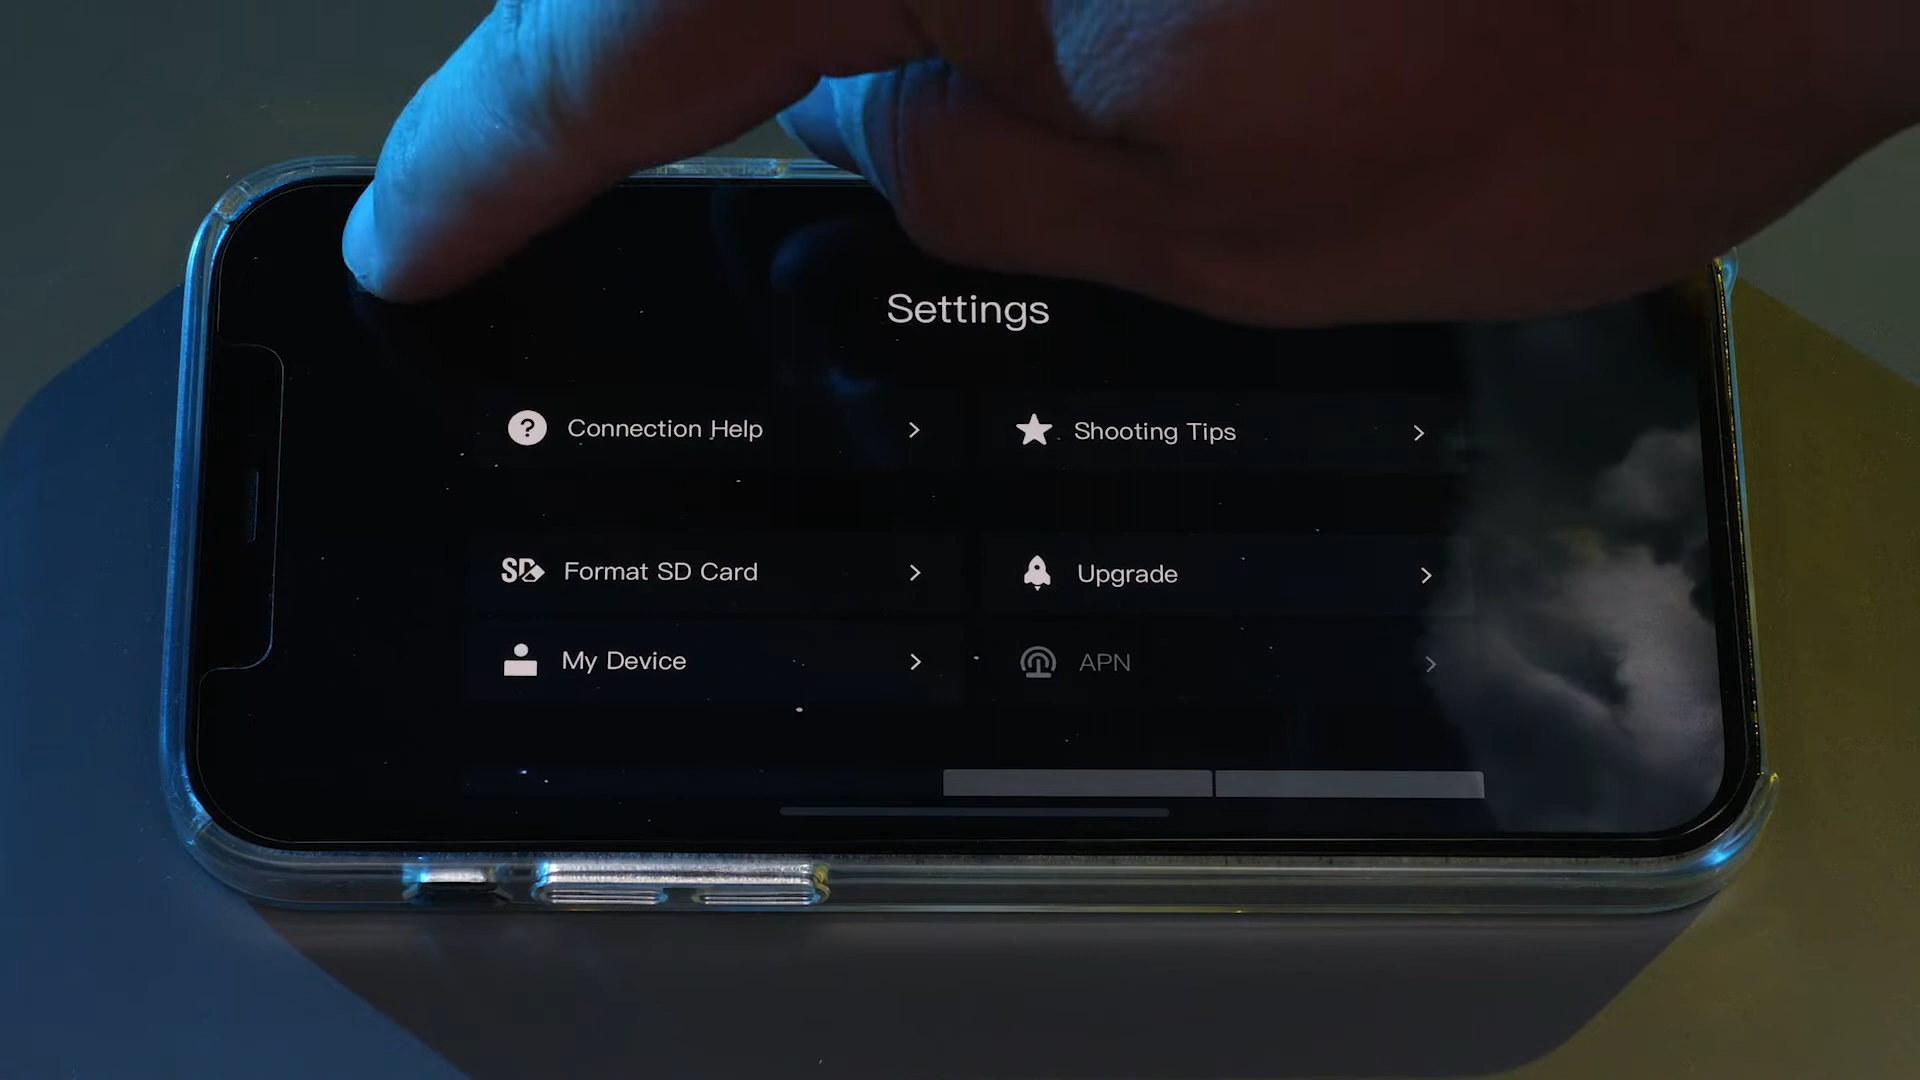 Settings
Connection Help
Shooting Tips
Format SD Card
Upgrade
My Device
APN